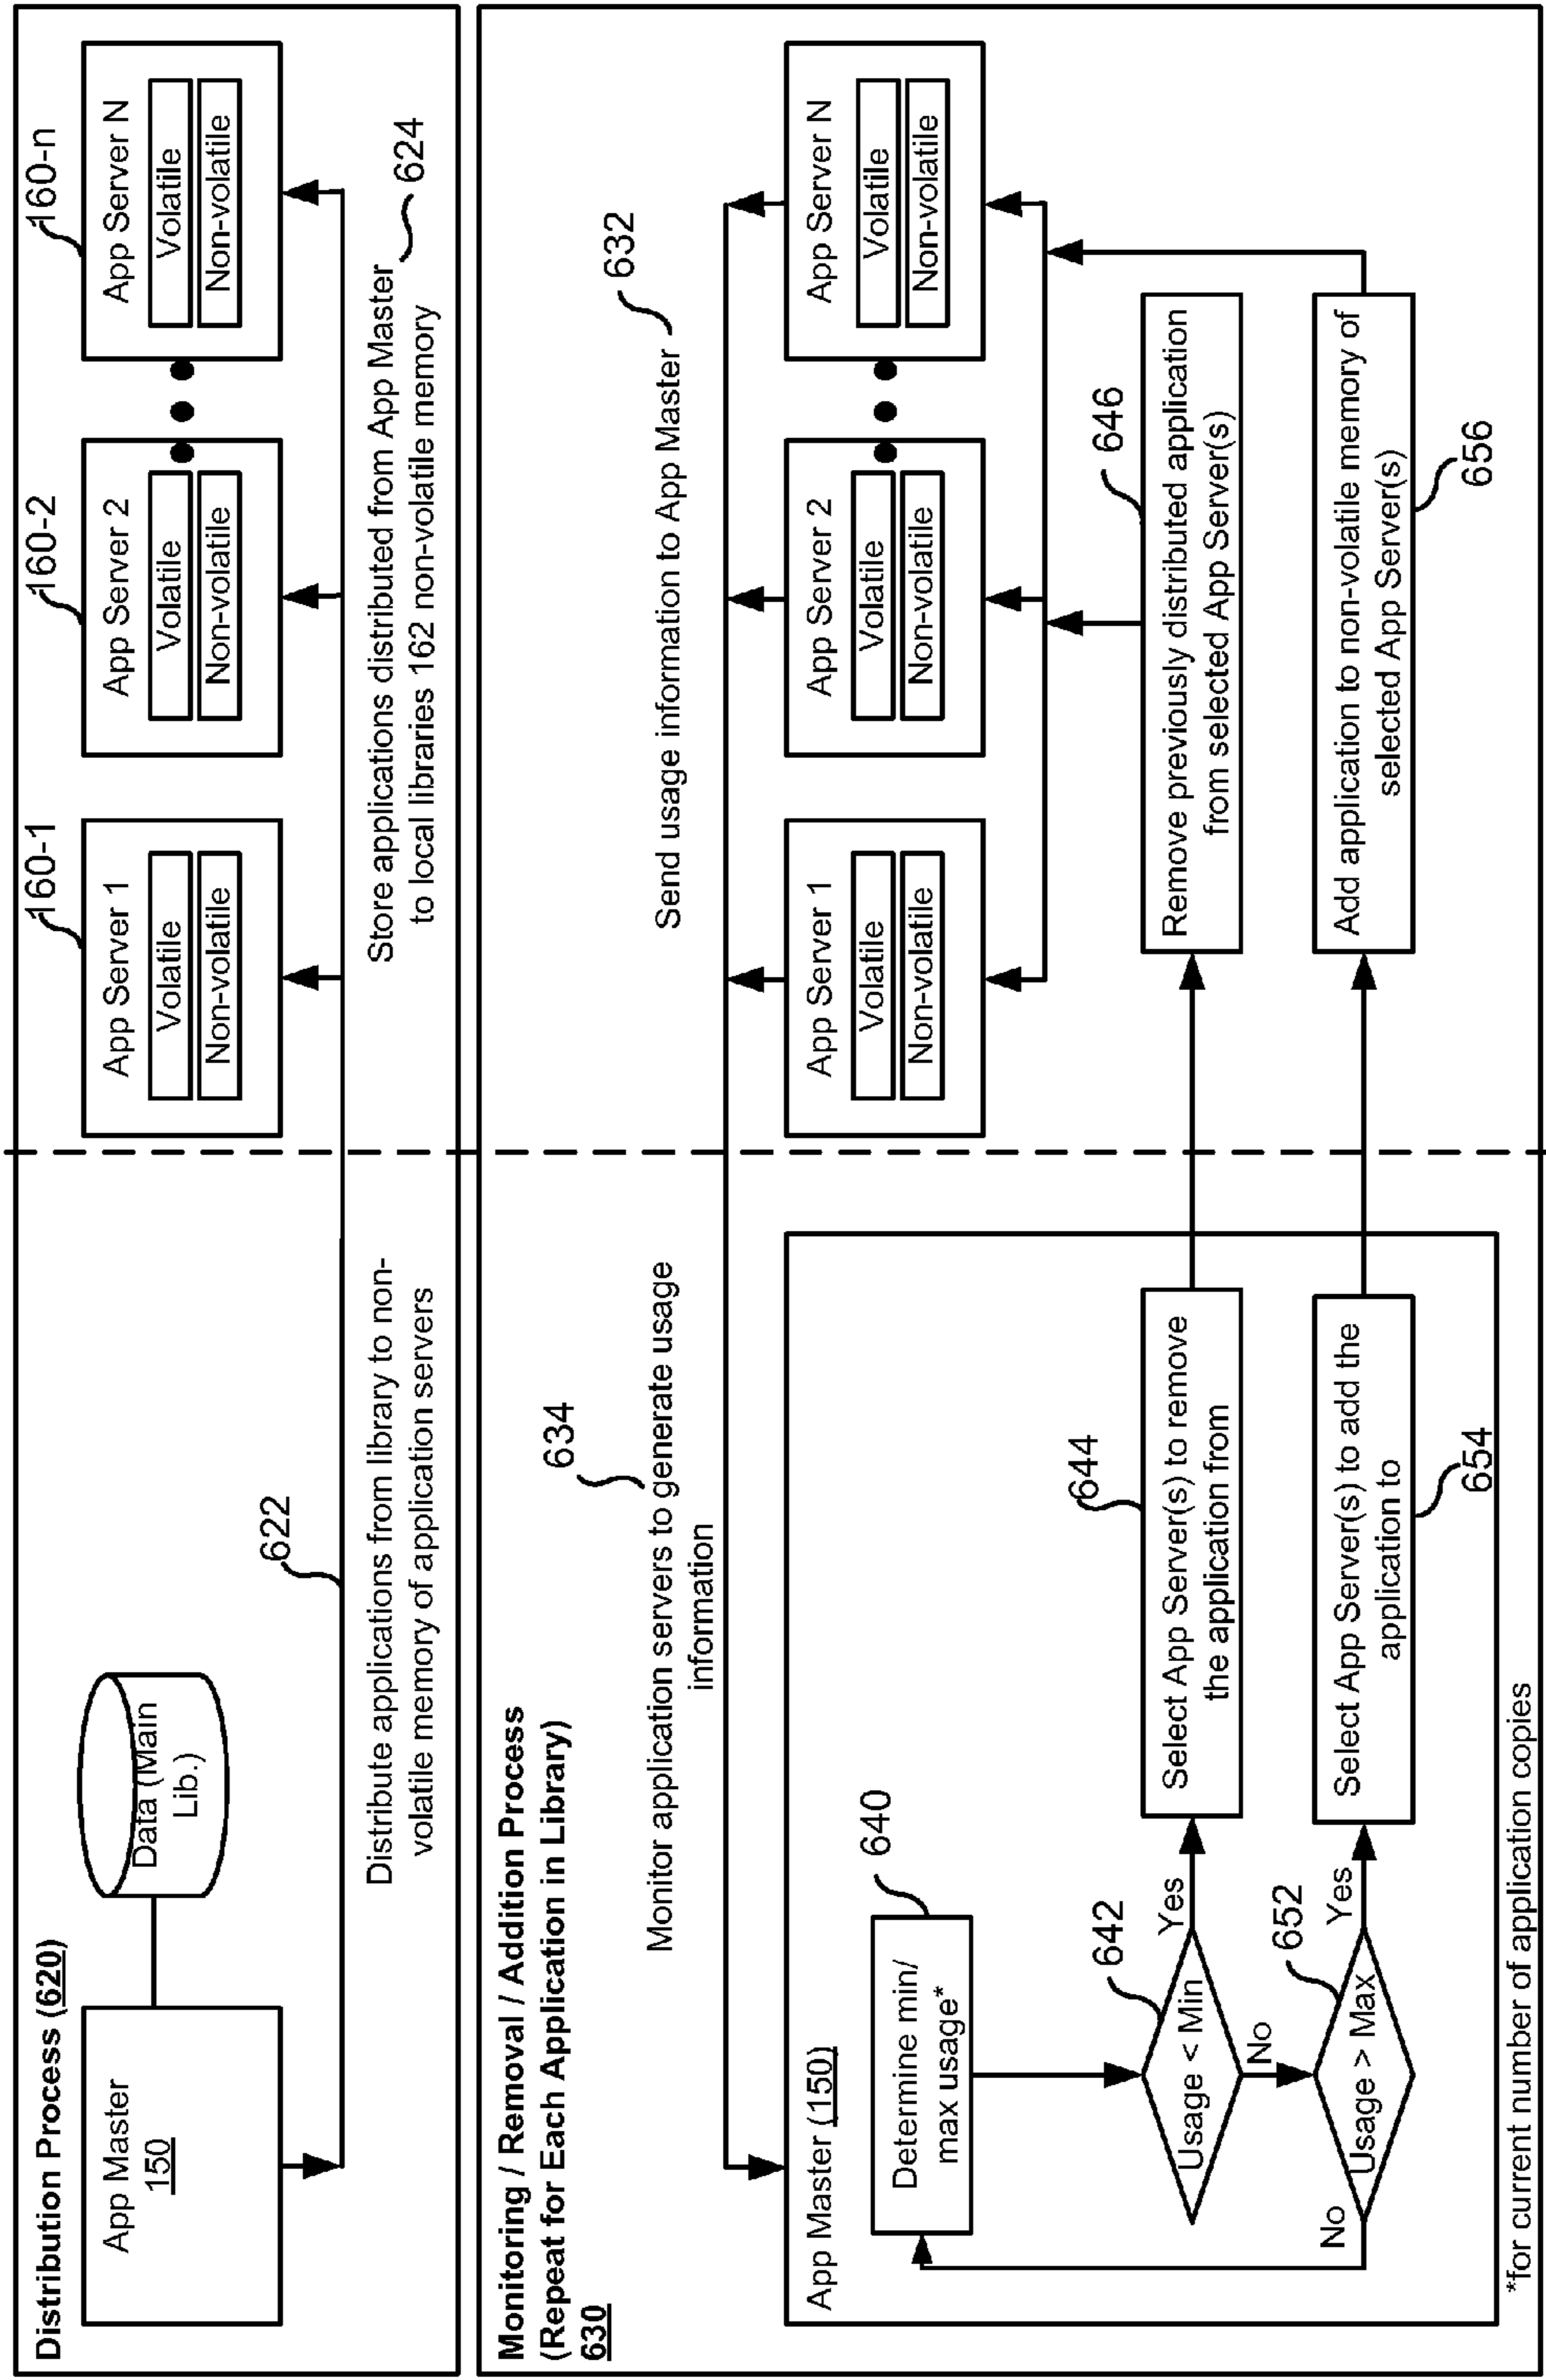 Distribution Process (620)
App Master
150
Data (Main
Lib.)
622
Distribute applications from library to non-
volatile memory of application servers
160-1
App Server 1
Volatile
Non-volatile
160-2
App Server 2
Volatile
Non-volatile
160-n
App Server N
Volatile
Non-volatile
Store applications distributed from App Master
to local libraries 162 non-volatile memory
624
Monitoring / Removal / Addition Process
(Repeat for Each Application in Library)
630
634
Monitor application servers to generate usage
information
Send usage information to App Master
632
App Server 1
Volatile
Non-volatile
App Server 2
Volatile
Non-volatile
App Server N
Volatile
Non-volatile
App Master (150)
Determine min/
max usage*
640
Usage < Min
642
Yes
No
Select App Server(s) to remove
the application from
644
Remove previously distributed application
from selected App Server(s)
646
Usage > Max
652
Yes
No
Select App Server(s) to add the
application to
654
Add application to non-volatile memory of
selected App Server(s)
656
*for current number of application copies